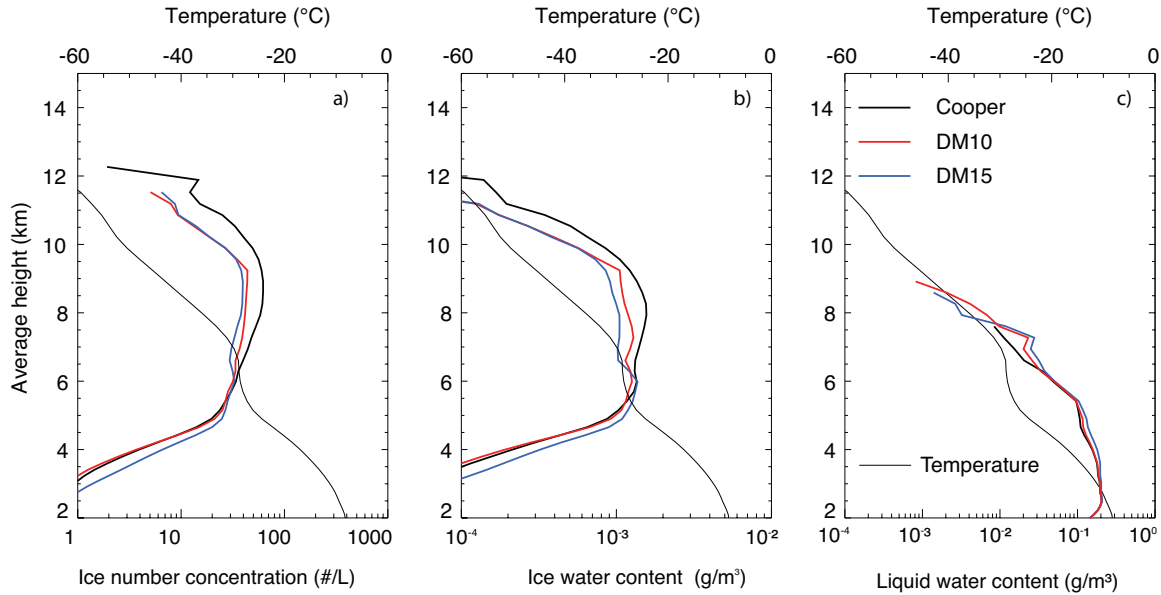 Temperature (°C) Temperature (°C) Temperature (°C)
-60 -40 -20 0 -60 -40 -20 0 -60 -40 -20 0
a) b) c)
14 14 14
Cooper
12 12 12
DM10
DM15
10 10 10
8 8 8
6 6 6
4 4 4
Temperature
2 2 2
Average height (km)
1 10 100 1000 10⁻⁴ 10⁻³ 10⁻² 10⁻⁴ 10⁻³ 10⁻² 10⁻¹ 10⁰
Ice number concentration (#/L) Ice water content (g/m³) Liquid water content (g/m³)